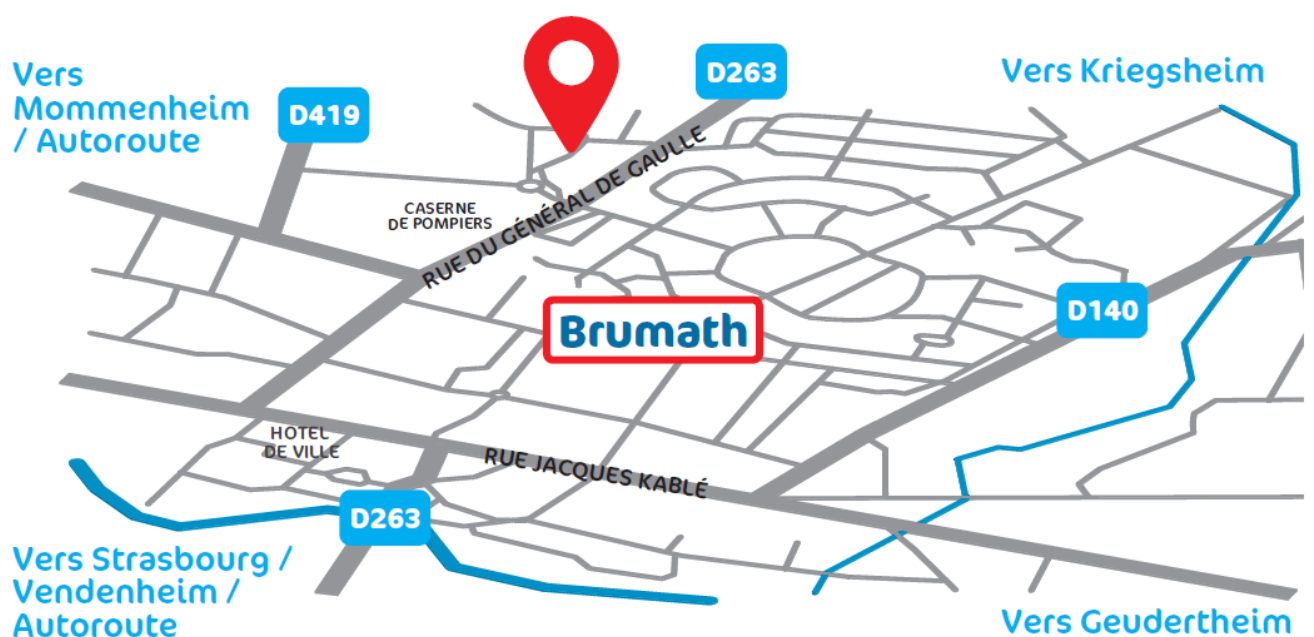 Vers
Mommenheim
/ Autoroute
D419
D263
Vers Kriegsheim
CASERNE
DE POMPIERS
RUE DU GÉNÉRAL DE GAULLE
Brumath
D140
HOTEL
DE VILLE
RUE JACQUES KABLÉ
D263
Vers Strasbourg /
Vendenheim /
Autoroute
Vers Geudertheim